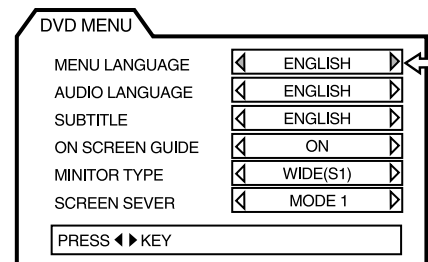 DVD MENU
MENU LANGUAGE ENGLISH
AUDIO LANGUAGE ENGLISH
SUBTITLE ENGLISH
ON SCREEN GUIDE ON
MINITOR TYPE WIDE(S1)
SCREEN SEVER MODE 1
PRESS ◀ ▶ KEY